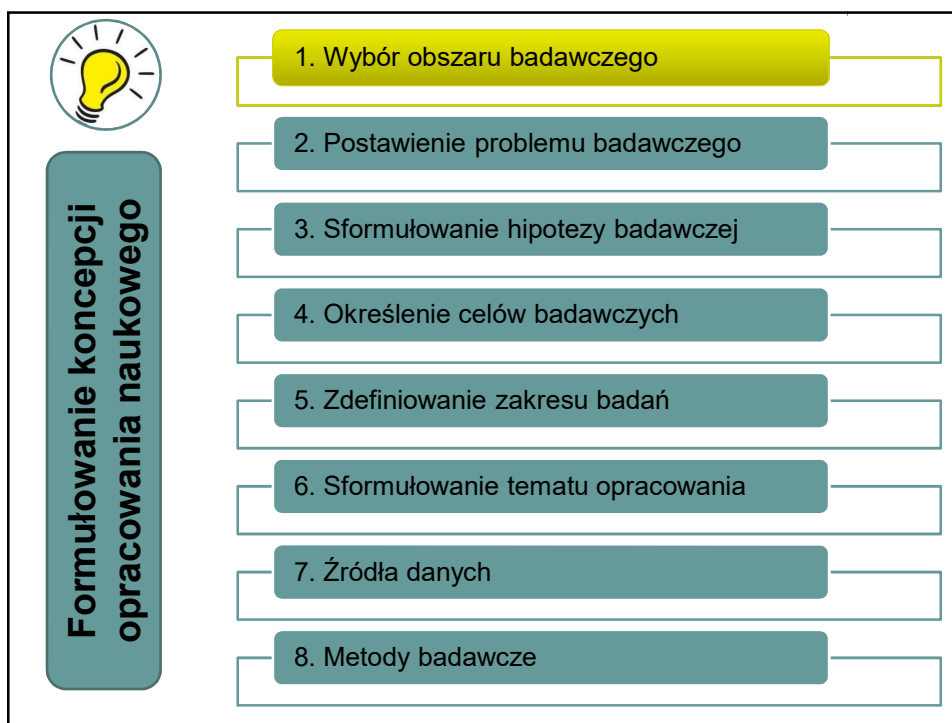 Formułowanie koncepcji
opracowania naukowego
1. Wybór obszaru badawczego
2. Postawienie problemu badawczego
3. Sformułowanie hipotezy badawczej
4. Określenie celów badawczych
5. Zdefiniowanie zakresu badań
6. Sformułowanie tematu opracowania
7. Źródła danych
8. Metody badawcze